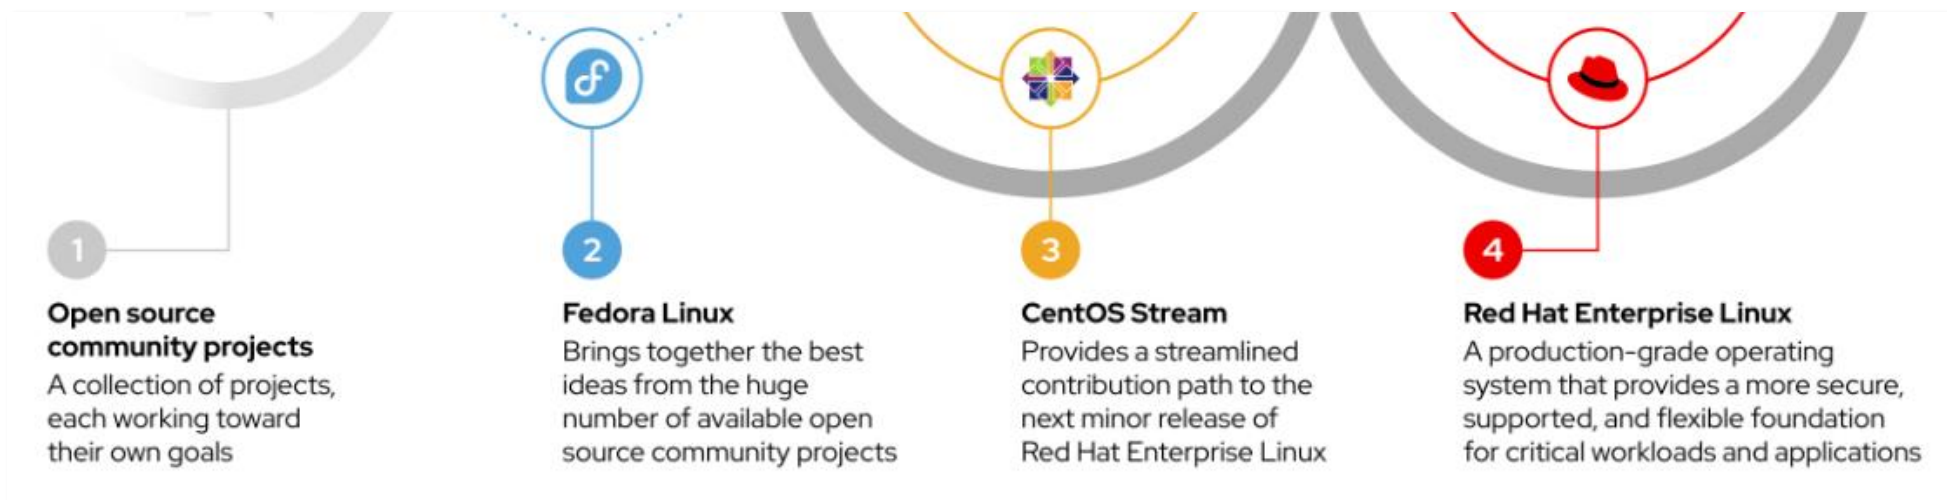 1
Open source
community projects
A collection of projects,
each working toward
their own goals
2
Fedora Linux
Brings together the best
ideas from the huge
number of available open
source community projects
3
CentOS Stream
Provides a streamlined
contribution path to the
next minor release of
Red Hat Enterprise Linux
4
Red Hat Enterprise Linux
A production-grade operating
system that provides a more secure,
supported, and flexible foundation
for critical workloads and applications